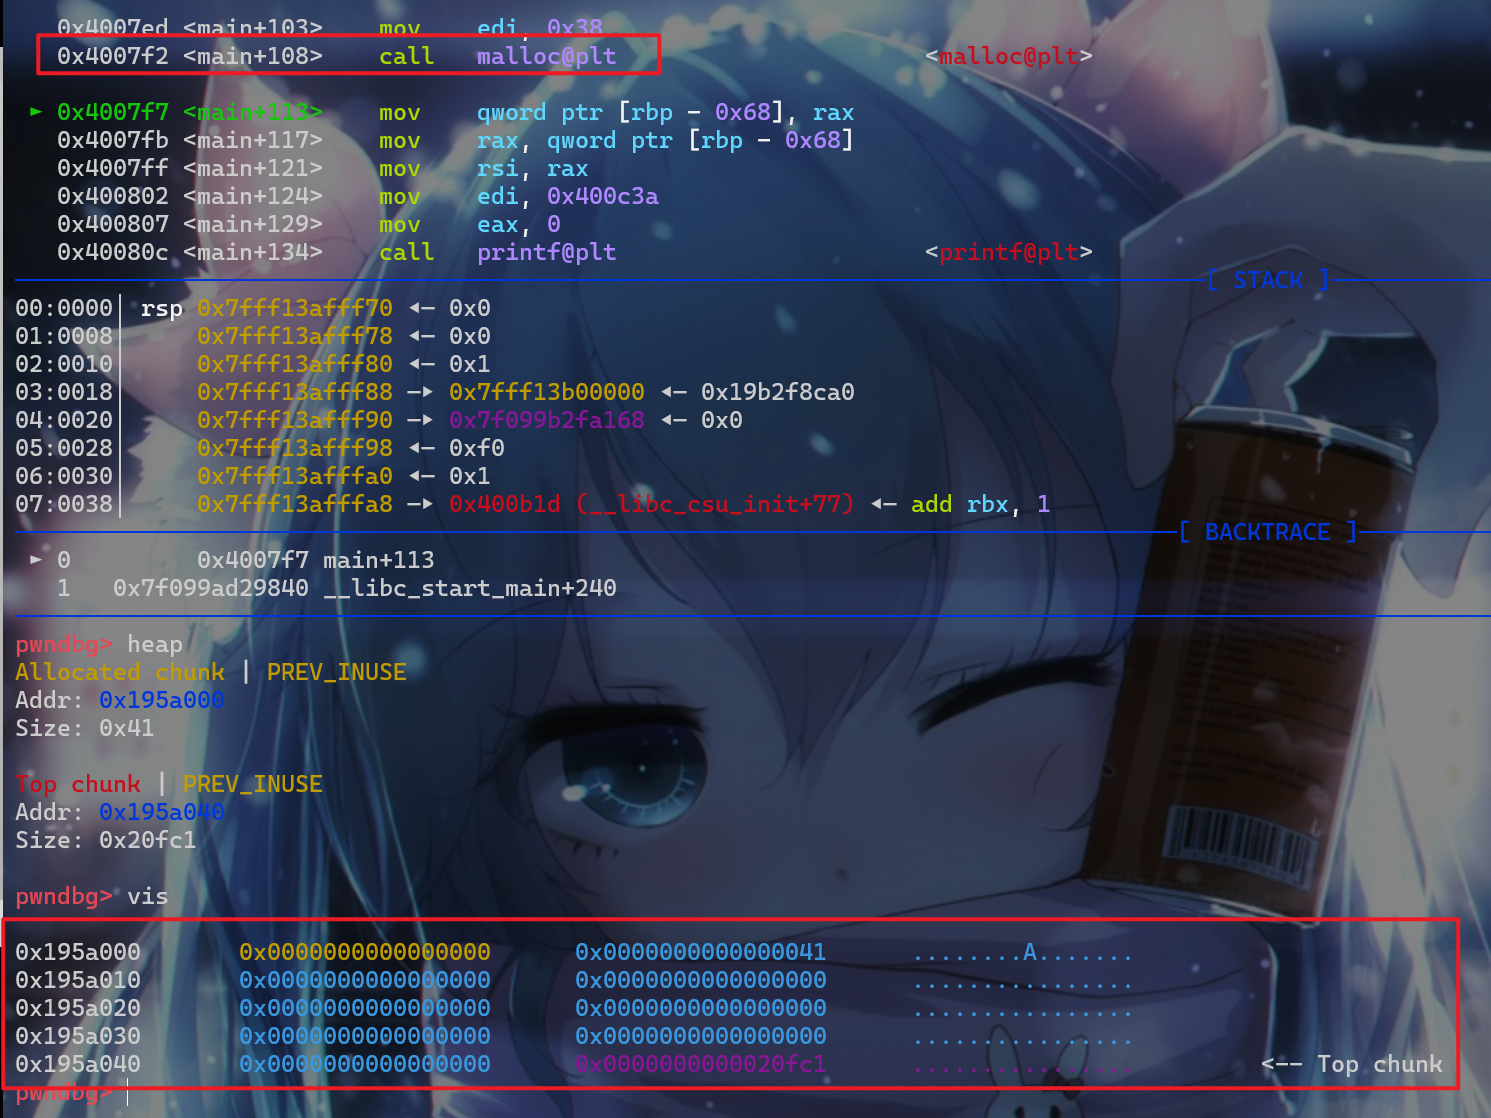 0x4007ed <main+103> mov edi, 0x38
0x4007f2 <main+108> call malloc@plt <malloc@plt>
► 0x4007f7 <main+113> mov qword ptr [rbp - 0x68], rax
0x4007fb <main+117> mov rax, qword ptr [rbp - 0x68]
0x4007ff <main+121> mov rsi, rax
0x400802 <main+124> mov edi, 0x400c3a
0x400807 <main+129> mov eax, 0
0x40080c <main+134> call printf@plt <printf@plt>
[ STACK ]
00:0000│ rsp 0x7fff13afff70 ◂— 0x0
01:0008│ 0x7fff13afff78 ◂— 0x0
02:0010│ 0x7fff13afff80 ◂— 0x1
03:0018│ 0x7fff13afff88 —▸ 0x7fff13b00000 ◂— 0x19b2f8ca0
04:0020│ 0x7fff13afff90 —▸ 0x7f099b2fa168 ◂— 0x0
05:0028│ 0x7fff13afff98 ◂— 0xf0
06:0030│ 0x7fff13afffa0 ◂— 0x1
07:0038│ 0x7fff13afffa8 —▸ 0x400b1d (__libc_csu_init+77) ◂— add rbx, 1
[ BACKTRACE ]
► 0 0x4007f7 main+113
1 0x7f099ad29840 __libc_start_main+240
pwndbg> heap
Allocated chunk | PREV_INUSE
Addr: 0x195a000
Size: 0x41
Top chunk | PREV_INUSE
Addr: 0x195a040
Size: 0x20fc1
pwndbg> vis
0x195a000 0x0000000000000000 0x0000000000000041 ........A.......
0x195a010 0x0000000000000000 0x0000000000000000 ................
0x195a020 0x0000000000000000 0x0000000000000000 ................
0x195a030 0x0000000000000000 0x0000000000000000 ................
0x195a040 0x0000000000000000 0x0000000000020fc1 ................ <-- Top chunk
pwndbg>